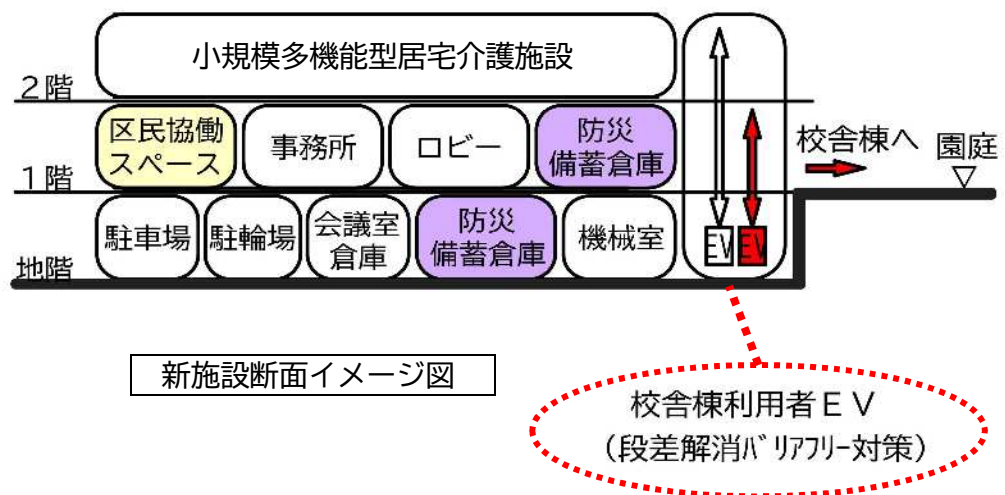 小規模多機能型居宅介護施設
2階
区民協働
スペース
事務所
ロビー
防災
備蓄倉庫
校舎棟へ
園庭
1階
駐車場
駐輪場
会議室
倉庫
防災
備蓄倉庫
機械室
EV
EV
地階
新施設断面イメージ図
校舎棟利用者EV
(段差解消バリアフリー対策)